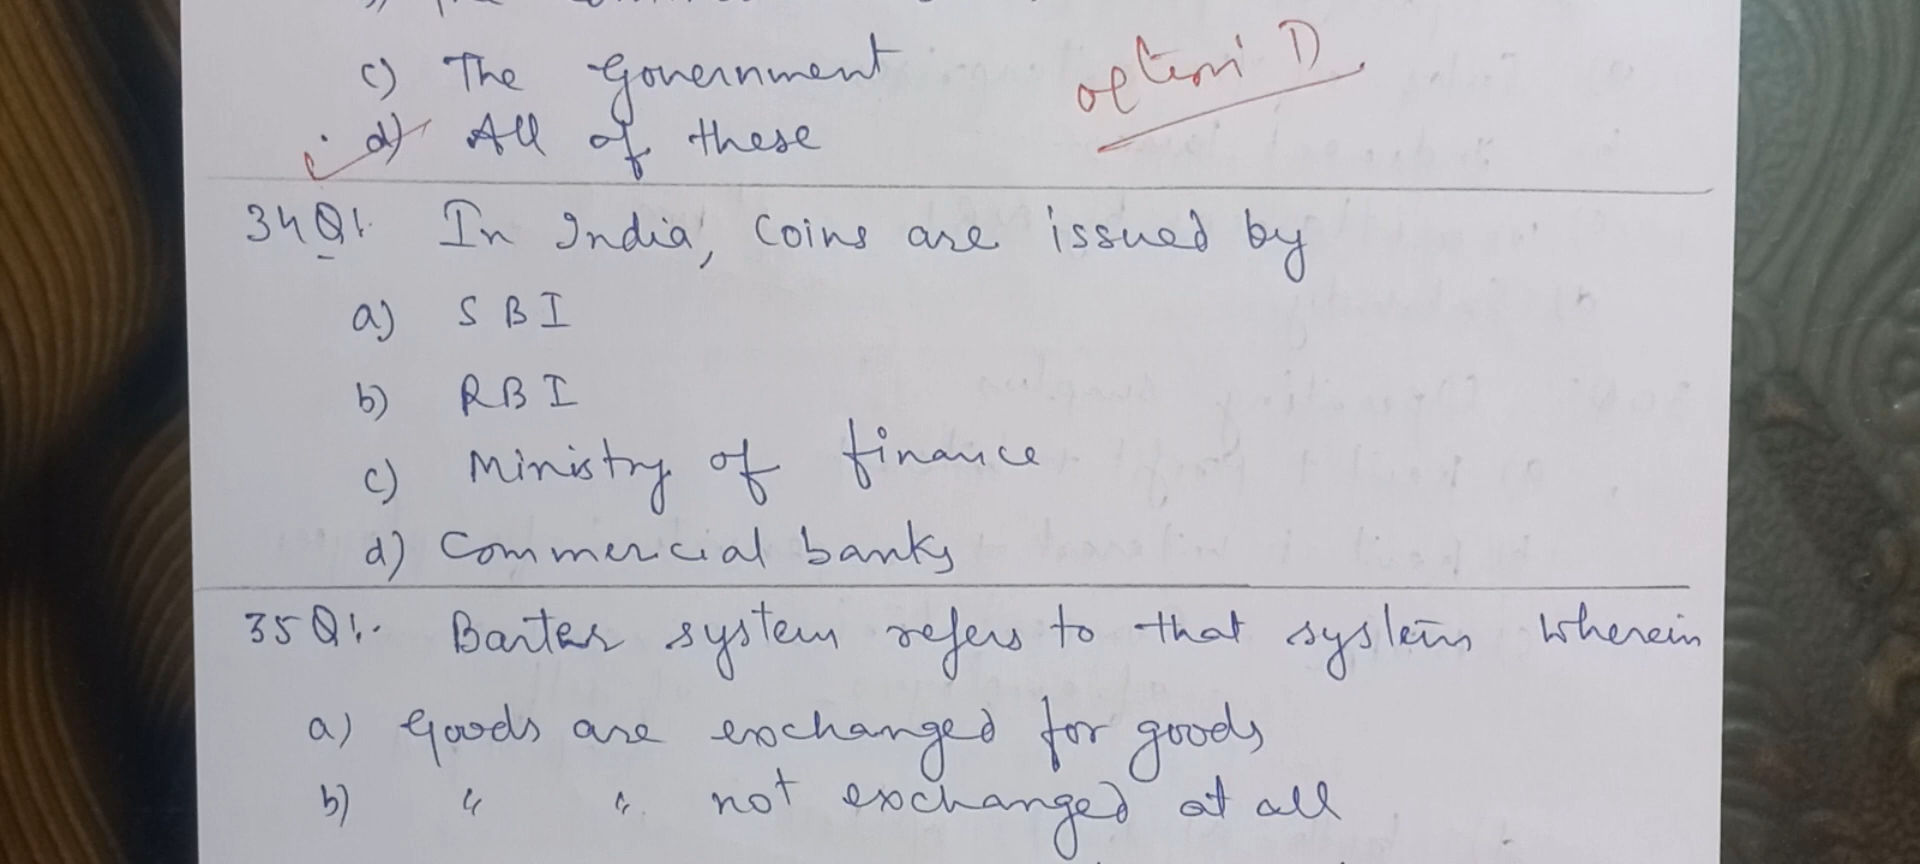 c) The Government
option D
d) All of these
34Q. In India, Coins are issued by
a) SBI
b) RBI
c) Ministry of finance
d) Commercial banks
35Q. Barter system refers to that system wherein
a) Goods are exchanged for goods
b) " " not exchanged at all